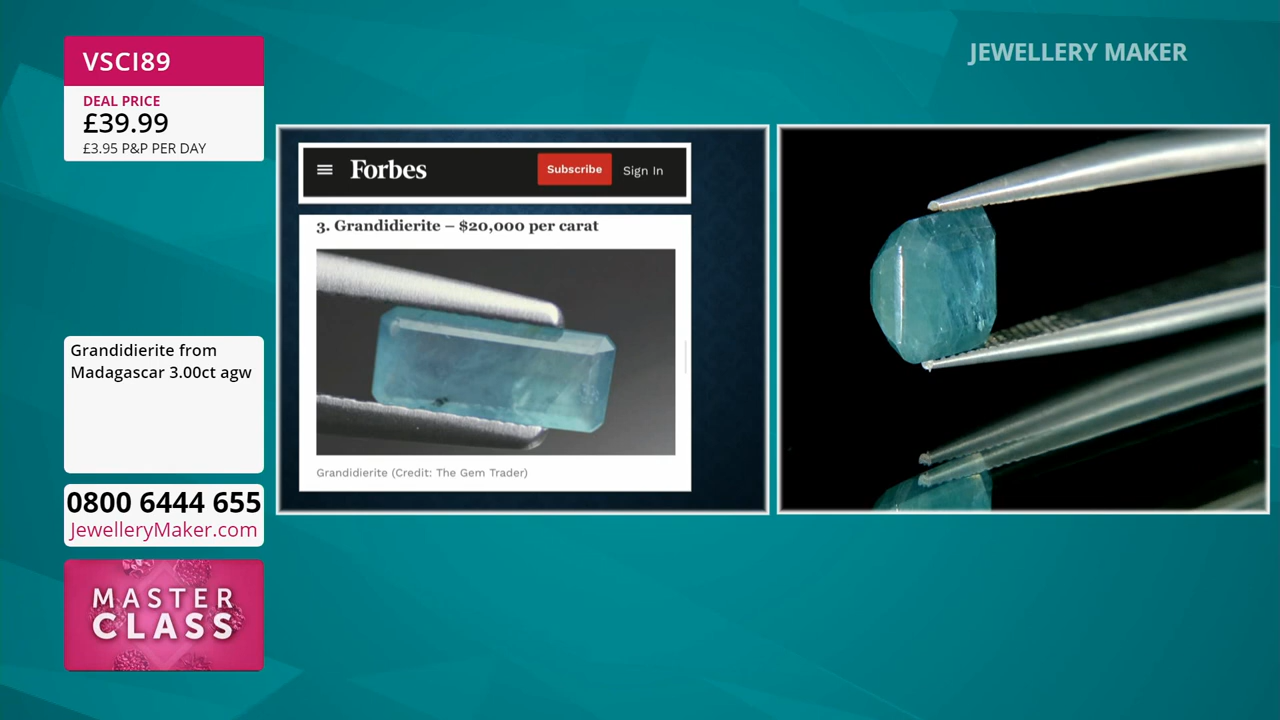 VSCI89
DEAL PRICE
£39.99
£3.95 P&P PER DAY
Grandidierite from
Madagascar 3.00ct agw
0800 6444 655
JewelleryMaker.com
MASTER
CLASS
Forbes
Subscribe
Sign In
3. Grandidierite – $20,000 per carat
Grandidierite (Credit: The Gem Trader)
JEWELLERY MAKER